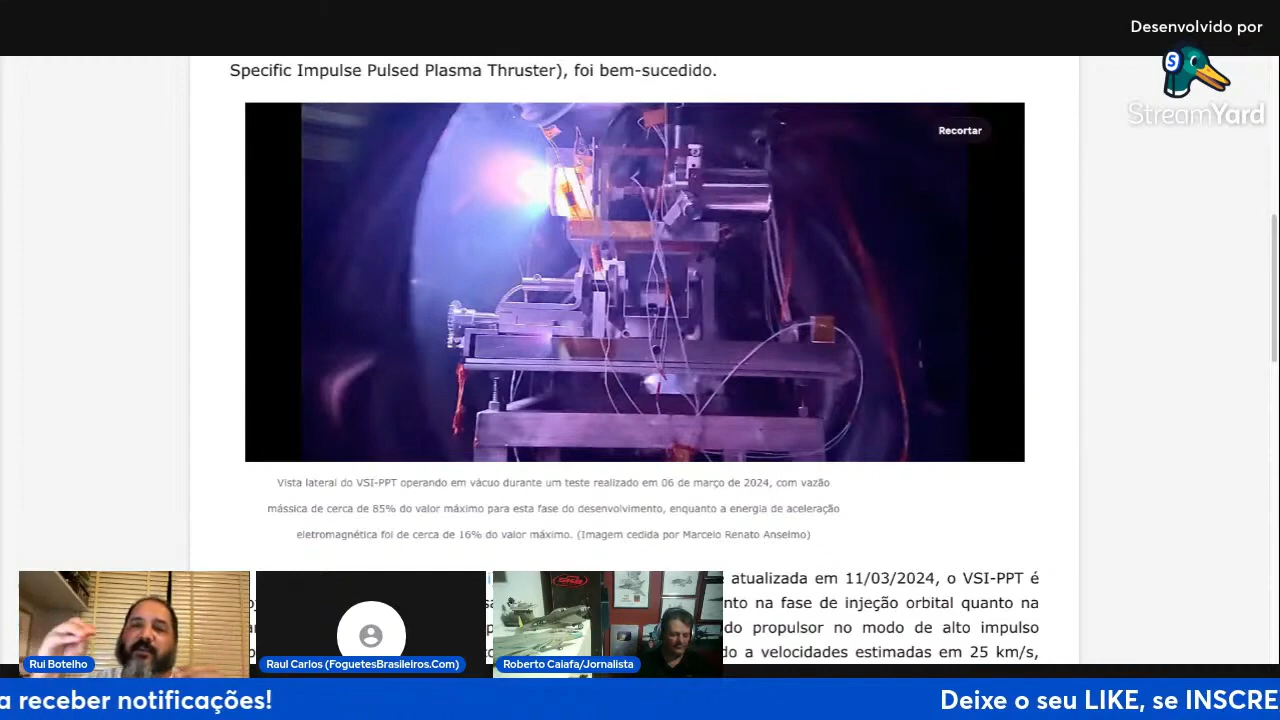 Desenvolvido por
StreamYard
Specific Impulse Pulsed Plasma Thruster), foi bem-sucedido.
Recortar
Vista lateral do VSI-PPT operando em vácuo durante um teste realizado em 06 de março de 2024, com vazão
mássica de cerca de 85% do valor máximo para esta fase do desenvolvimento, enquanto a energia de aceleração
eletromagnética foi de cerca de 16% do valor máximo. (Imagem cedida por Marcelo Renato Anselmo)
atualizada em 11/03/2024, o VSI-PPT é
nto na fase de injeção orbital quanto na
do propulsor no modo de alto impulso
o a velocidades estimadas em 25 km/s,
Rui Botelho
Raul Carlos (FoguetesBrasileiros.Com)
Roberto Caiafa/Jornalista
a receber notificações!
Deixe o seu LIKE, se INSCRE